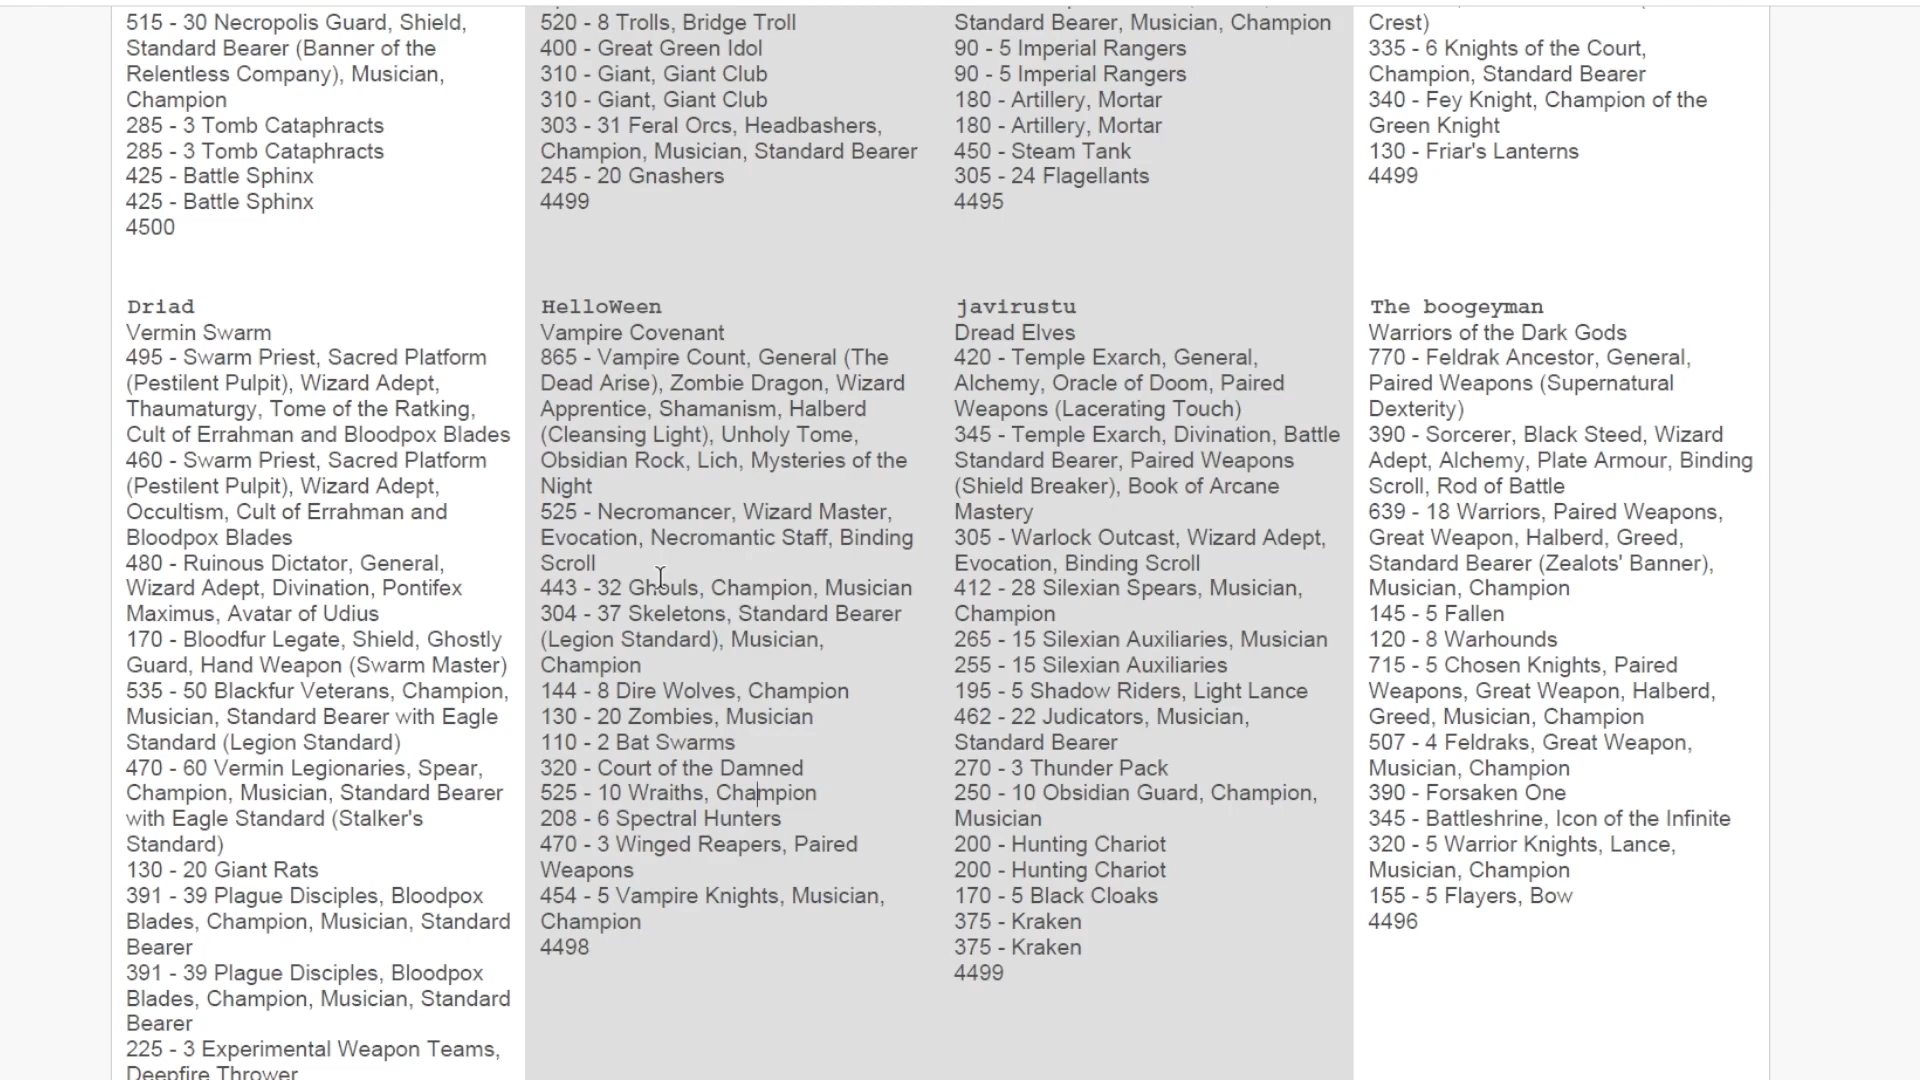 515 - 30 Necropolis Guard, Shield,
Standard Bearer (Banner of the
Relentless Company), Musician,
Champion
285 - 3 Tomb Cataphracts
285 - 3 Tomb Cataphracts
425 - Battle Sphinx
425 - Battle Sphinx
4500
520 - 8 Trolls, Bridge Troll
400 - Great Green Idol
310 - Giant, Giant Club
310 - Giant, Giant Club
303 - 31 Feral Orcs, Headbashers,
Champion, Musician, Standard Bearer
245 - 20 Gnashers
4499
Standard Bearer, Musician, Champion
90 - 5 Imperial Rangers
90 - 5 Imperial Rangers
180 - Artillery, Mortar
180 - Artillery, Mortar
450 - Steam Tank
305 - 24 Flagellants
4495
Crest)
335 - 6 Knights of the Court,
Champion, Standard Bearer
340 - Fey Knight, Champion of the
Green Knight
130 - Friar's Lanterns
4499
Driad
Vermin Swarm
495 - Swarm Priest, Sacred Platform
(Pestilent Pulpit), Wizard Adept,
Thaumaturgy, Tome of the Ratking,
Cult of Errahman and Bloodpox Blades
460 - Swarm Priest, Sacred Platform
(Pestilent Pulpit), Wizard Adept,
Occultism, Cult of Errahman and
Bloodpox Blades
480 - Ruinous Dictator, General,
Wizard Adept, Divination, Pontifex
Maximus, Avatar of Udius
170 - Bloodfur Legate, Shield, Ghostly
Guard, Hand Weapon (Swarm Master)
535 - 50 Blackfur Veterans, Champion,
Musician, Standard Bearer with Eagle
Standard (Legion Standard)
470 - 60 Vermin Legionaries, Spear,
Champion, Musician, Standard Bearer
with Eagle Standard (Stalker's
Standard)
130 - 20 Giant Rats
391 - 39 Plague Disciples, Bloodpox
Blades, Champion, Musician, Standard
Bearer
391 - 39 Plague Disciples, Bloodpox
Blades, Champion, Musician, Standard
Bearer
225 - 3 Experimental Weapon Teams,
Deepfire Thrower
HelloWeen
Vampire Covenant
865 - Vampire Count, General (The
Dead Arise), Zombie Dragon, Wizard
Apprentice, Shamanism, Halberd
(Cleansing Light), Unholy Tome,
Obsidian Rock, Lich, Mysteries of the
Night
525 - Necromancer, Wizard Master,
Evocation, Necromantic Staff, Binding
Scroll
443 - 32 Ghouls, Champion, Musician
304 - 37 Skeletons, Standard Bearer
(Legion Standard), Musician,
Champion
144 - 8 Dire Wolves, Champion
130 - 20 Zombies, Musician
110 - 2 Bat Swarms
320 - Court of the Damned
525 - 10 Wraiths, Champion
208 - 6 Spectral Hunters
470 - 3 Winged Reapers, Paired
Weapons
454 - 5 Vampire Knights, Musician,
Champion
4498
javirustu
Dread Elves
420 - Temple Exarch, General,
Alchemy, Oracle of Doom, Paired
Weapons (Lacerating Touch)
345 - Temple Exarch, Divination, Battle
Standard Bearer, Paired Weapons
(Shield Breaker), Book of Arcane
Mastery
305 - Warlock Outcast, Wizard Adept,
Evocation, Binding Scroll
412 - 28 Silexian Spears, Musician,
Champion
265 - 15 Silexian Auxiliaries, Musician
255 - 15 Silexian Auxiliaries
195 - 5 Shadow Riders, Light Lance
462 - 22 Judicators, Musician,
Standard Bearer
270 - 3 Thunder Pack
250 - 10 Obsidian Guard, Champion,
Musician
200 - Hunting Chariot
200 - Hunting Chariot
170 - 5 Black Cloaks
375 - Kraken
375 - Kraken
4499
The boogeyman
Warriors of the Dark Gods
770 - Feldrak Ancestor, General,
Paired Weapons (Supernatural
Dexterity)
390 - Sorcerer, Black Steed, Wizard
Adept, Alchemy, Plate Armour, Binding
Scroll, Rod of Battle
639 - 18 Warriors, Paired Weapons,
Great Weapon, Halberd, Greed,
Standard Bearer (Zealots' Banner),
Musician, Champion
145 - 5 Fallen
120 - 8 Warhounds
715 - 5 Chosen Knights, Paired
Weapons, Great Weapon, Halberd,
Greed, Musician, Champion
507 - 4 Feldraks, Great Weapon,
Musician, Champion
390 - Forsaken One
345 - Battleshrine, Icon of the Infinite
320 - 5 Warrior Knights, Lance,
Musician, Champion
155 - 5 Flayers, Bow
4496